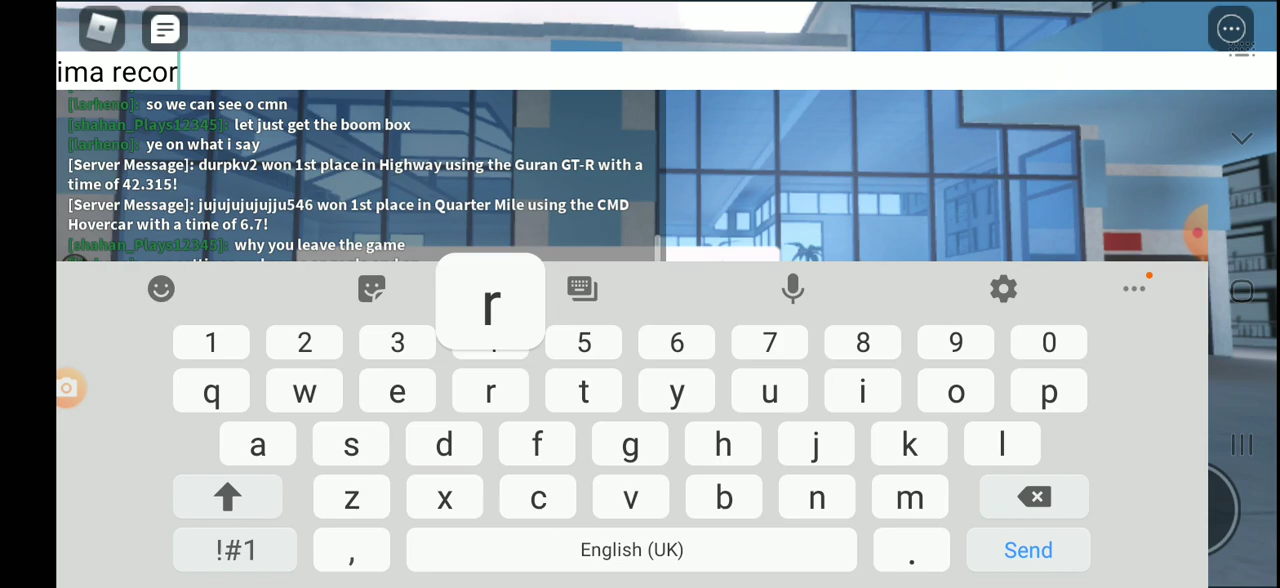 ima recor
[larheno]: so we can see o cmn
[shahan_Plays12345]: let just get the boom box
[larheno]: ye on what i say
[Server Message]: durpkv2 won 1st place in Highway using the Guran GT-R with a
time of 42.315!
[Server Message]: jujujujujujju546 won 1st place in Quarter Mile using the CMD
Hovercar with a time of 6.7!
[shahan_Plays12345]: why you leave the game
r
1 2 3 5 6 7 8 9 0
q w e r t y u i o p
a s d f g h j k l
z x c v b n m
!#1 , English (UK) . Send